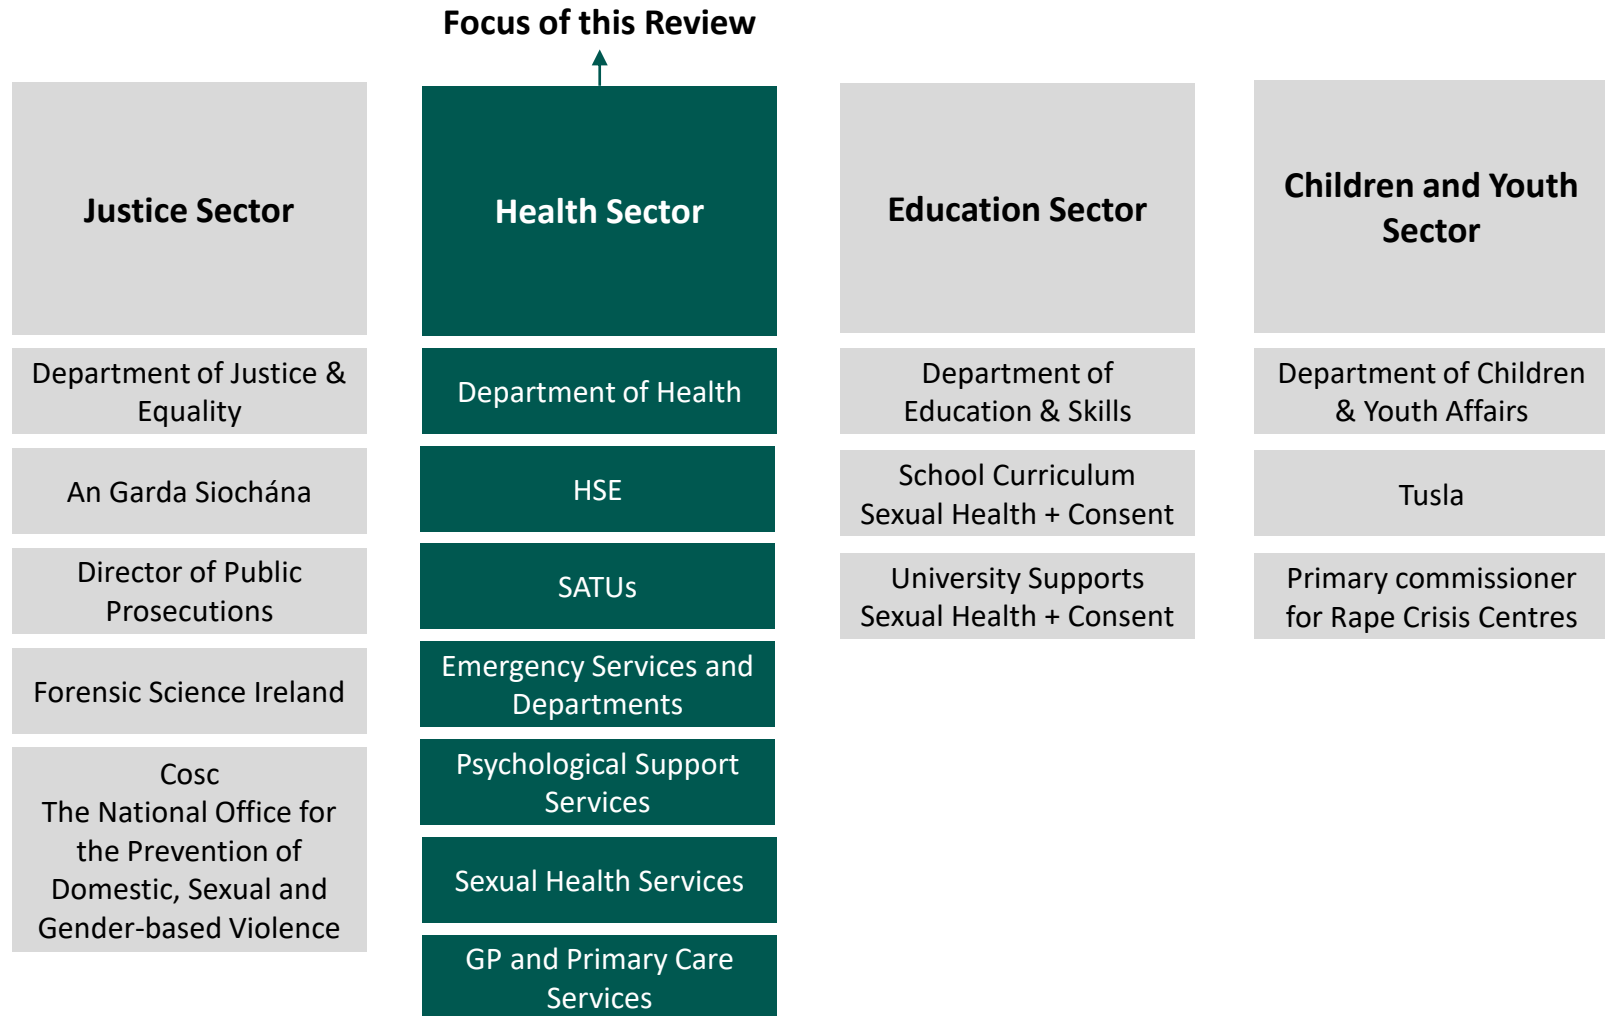 Focus of this Review
Justice Sector
Department of Justice &
Equality
An Garda Siochána
Director of Public
Prosecutions
Forensic Science Ireland
Cosc
The National Office for
the Prevention of
Domestic, Sexual and
Gender-based Violence
Health Sector
Department of Health
HSE
SATUs
Emergency Services and
Departments
Psychological Support
Services
Sexual Health Services
GP and Primary Care
Services
Education Sector
Department of
Education & Skills
School Curriculum
Sexual Health + Consent
University Supports
Sexual Health + Consent
Children and Youth
Sector
Department of Children
& Youth Affairs
Tusla
Primary commissioner
for Rape Crisis Centres